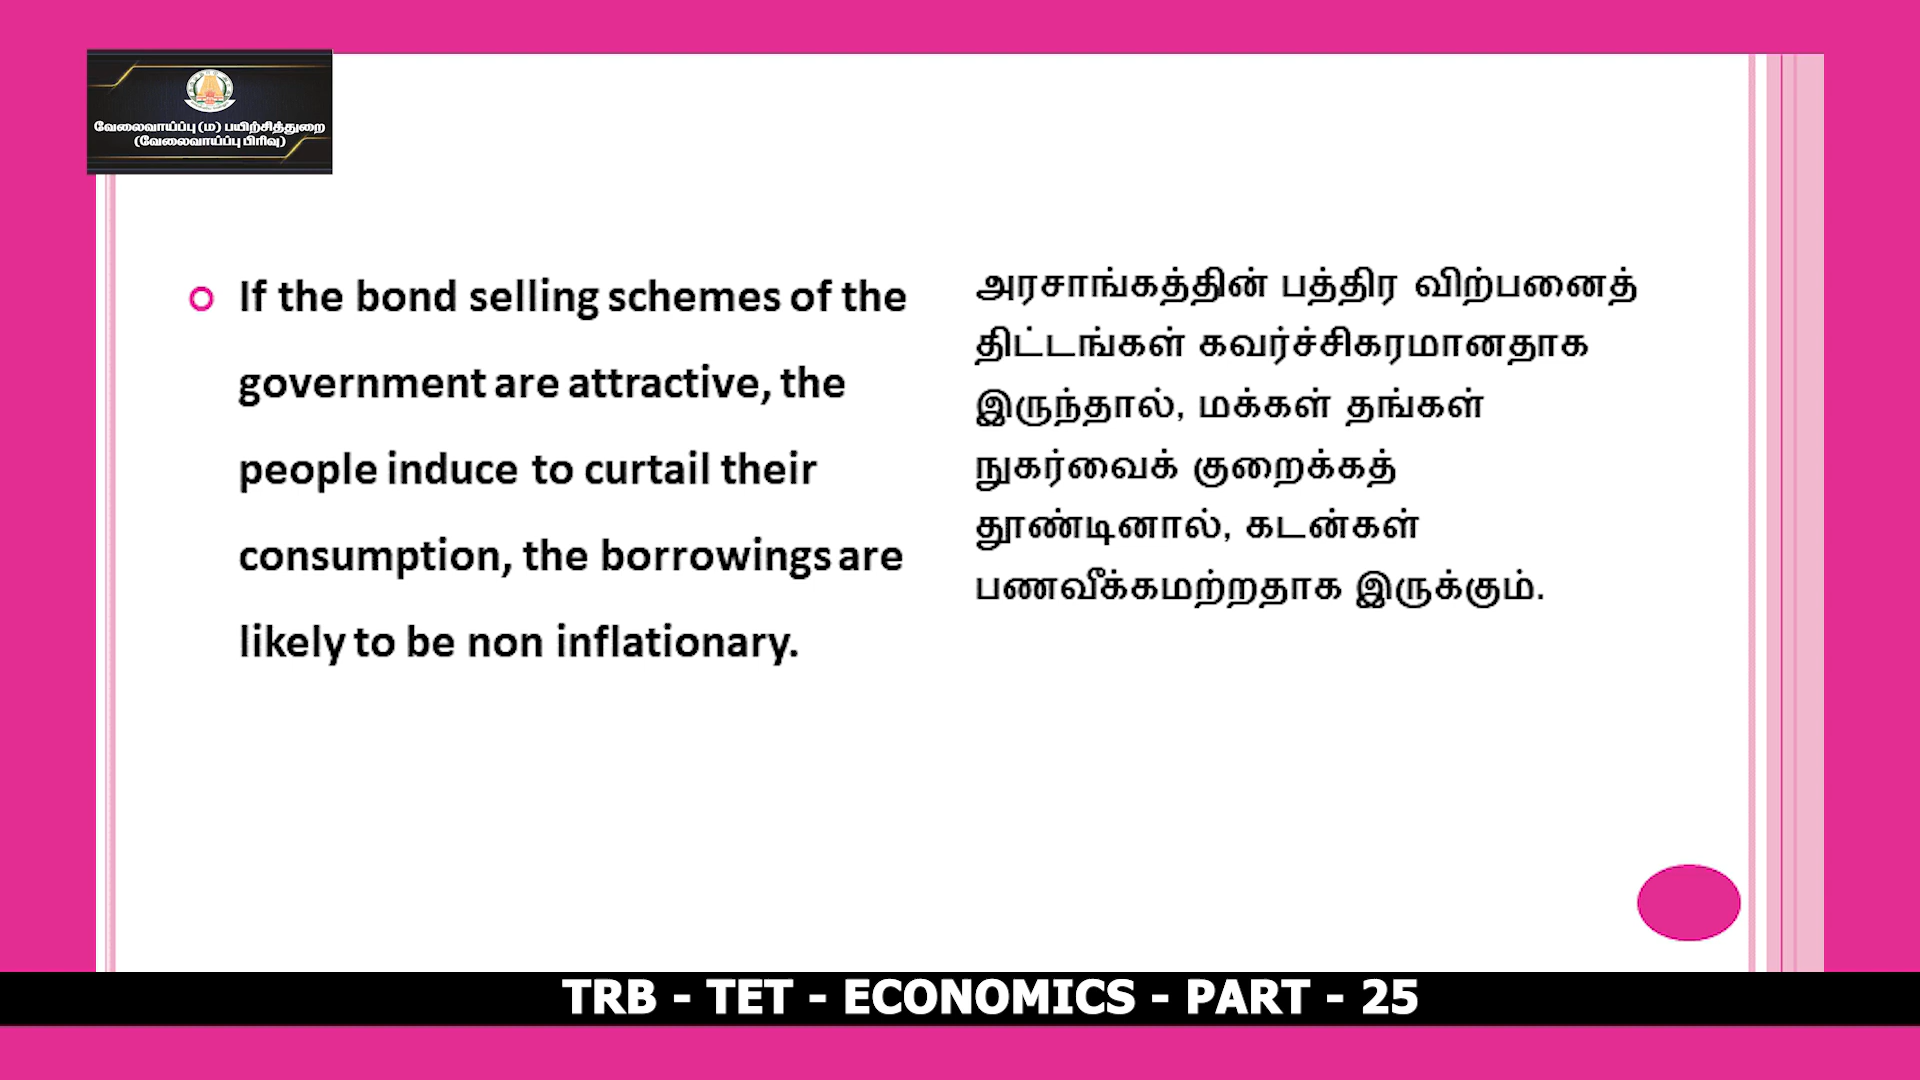 வேலைவாய்ப்பு (ம) பயிற்சித்துறை
(வேலைவாய்ப்பு பிரிவு)
If the bond selling schemes of the
government are attractive, the
people induce to curtail their
consumption, the borrowings are
likely to be non inflationary.
அரசாங்கத்தின் பத்திர விற்பனைத்
திட்டங்கள் கவர்ச்சிகரமானதாக
இருந்தால், மக்கள் தங்கள்
நுகர்வைக் குறைக்கத்
தூண்டினால், கடன்கள்
பணவீக்கமற்றதாக இருக்கும்.
TRB - TET - ECONOMICS - PART - 25